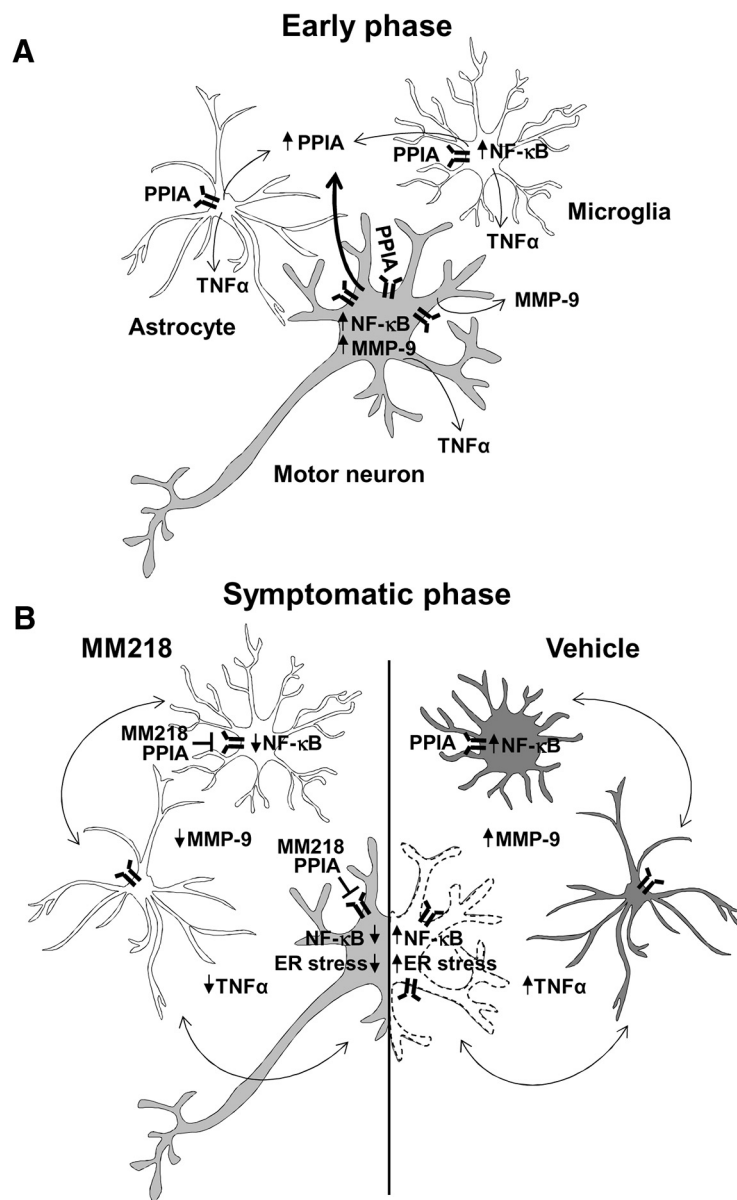 Early phase
A
↑PPIA
PPIA
↑NF-κB
PPIA
Microglia
TNFα
PPIA
TNFα
MMP-9
Astrocyte
↑NF-κB
↑MMP-9
TNFα
Motor neuron
Symptomatic phase
B
MM218
Vehicle
MM218
PPIA
↓NF-κB
PPIA
↑NF-κB
↓MMP-9
↑MMP-9
MM218
PPIA
NF-κB↓
↑NF-κB
ER stress↓
↑ER stress
↓TNFα
↑TNFα